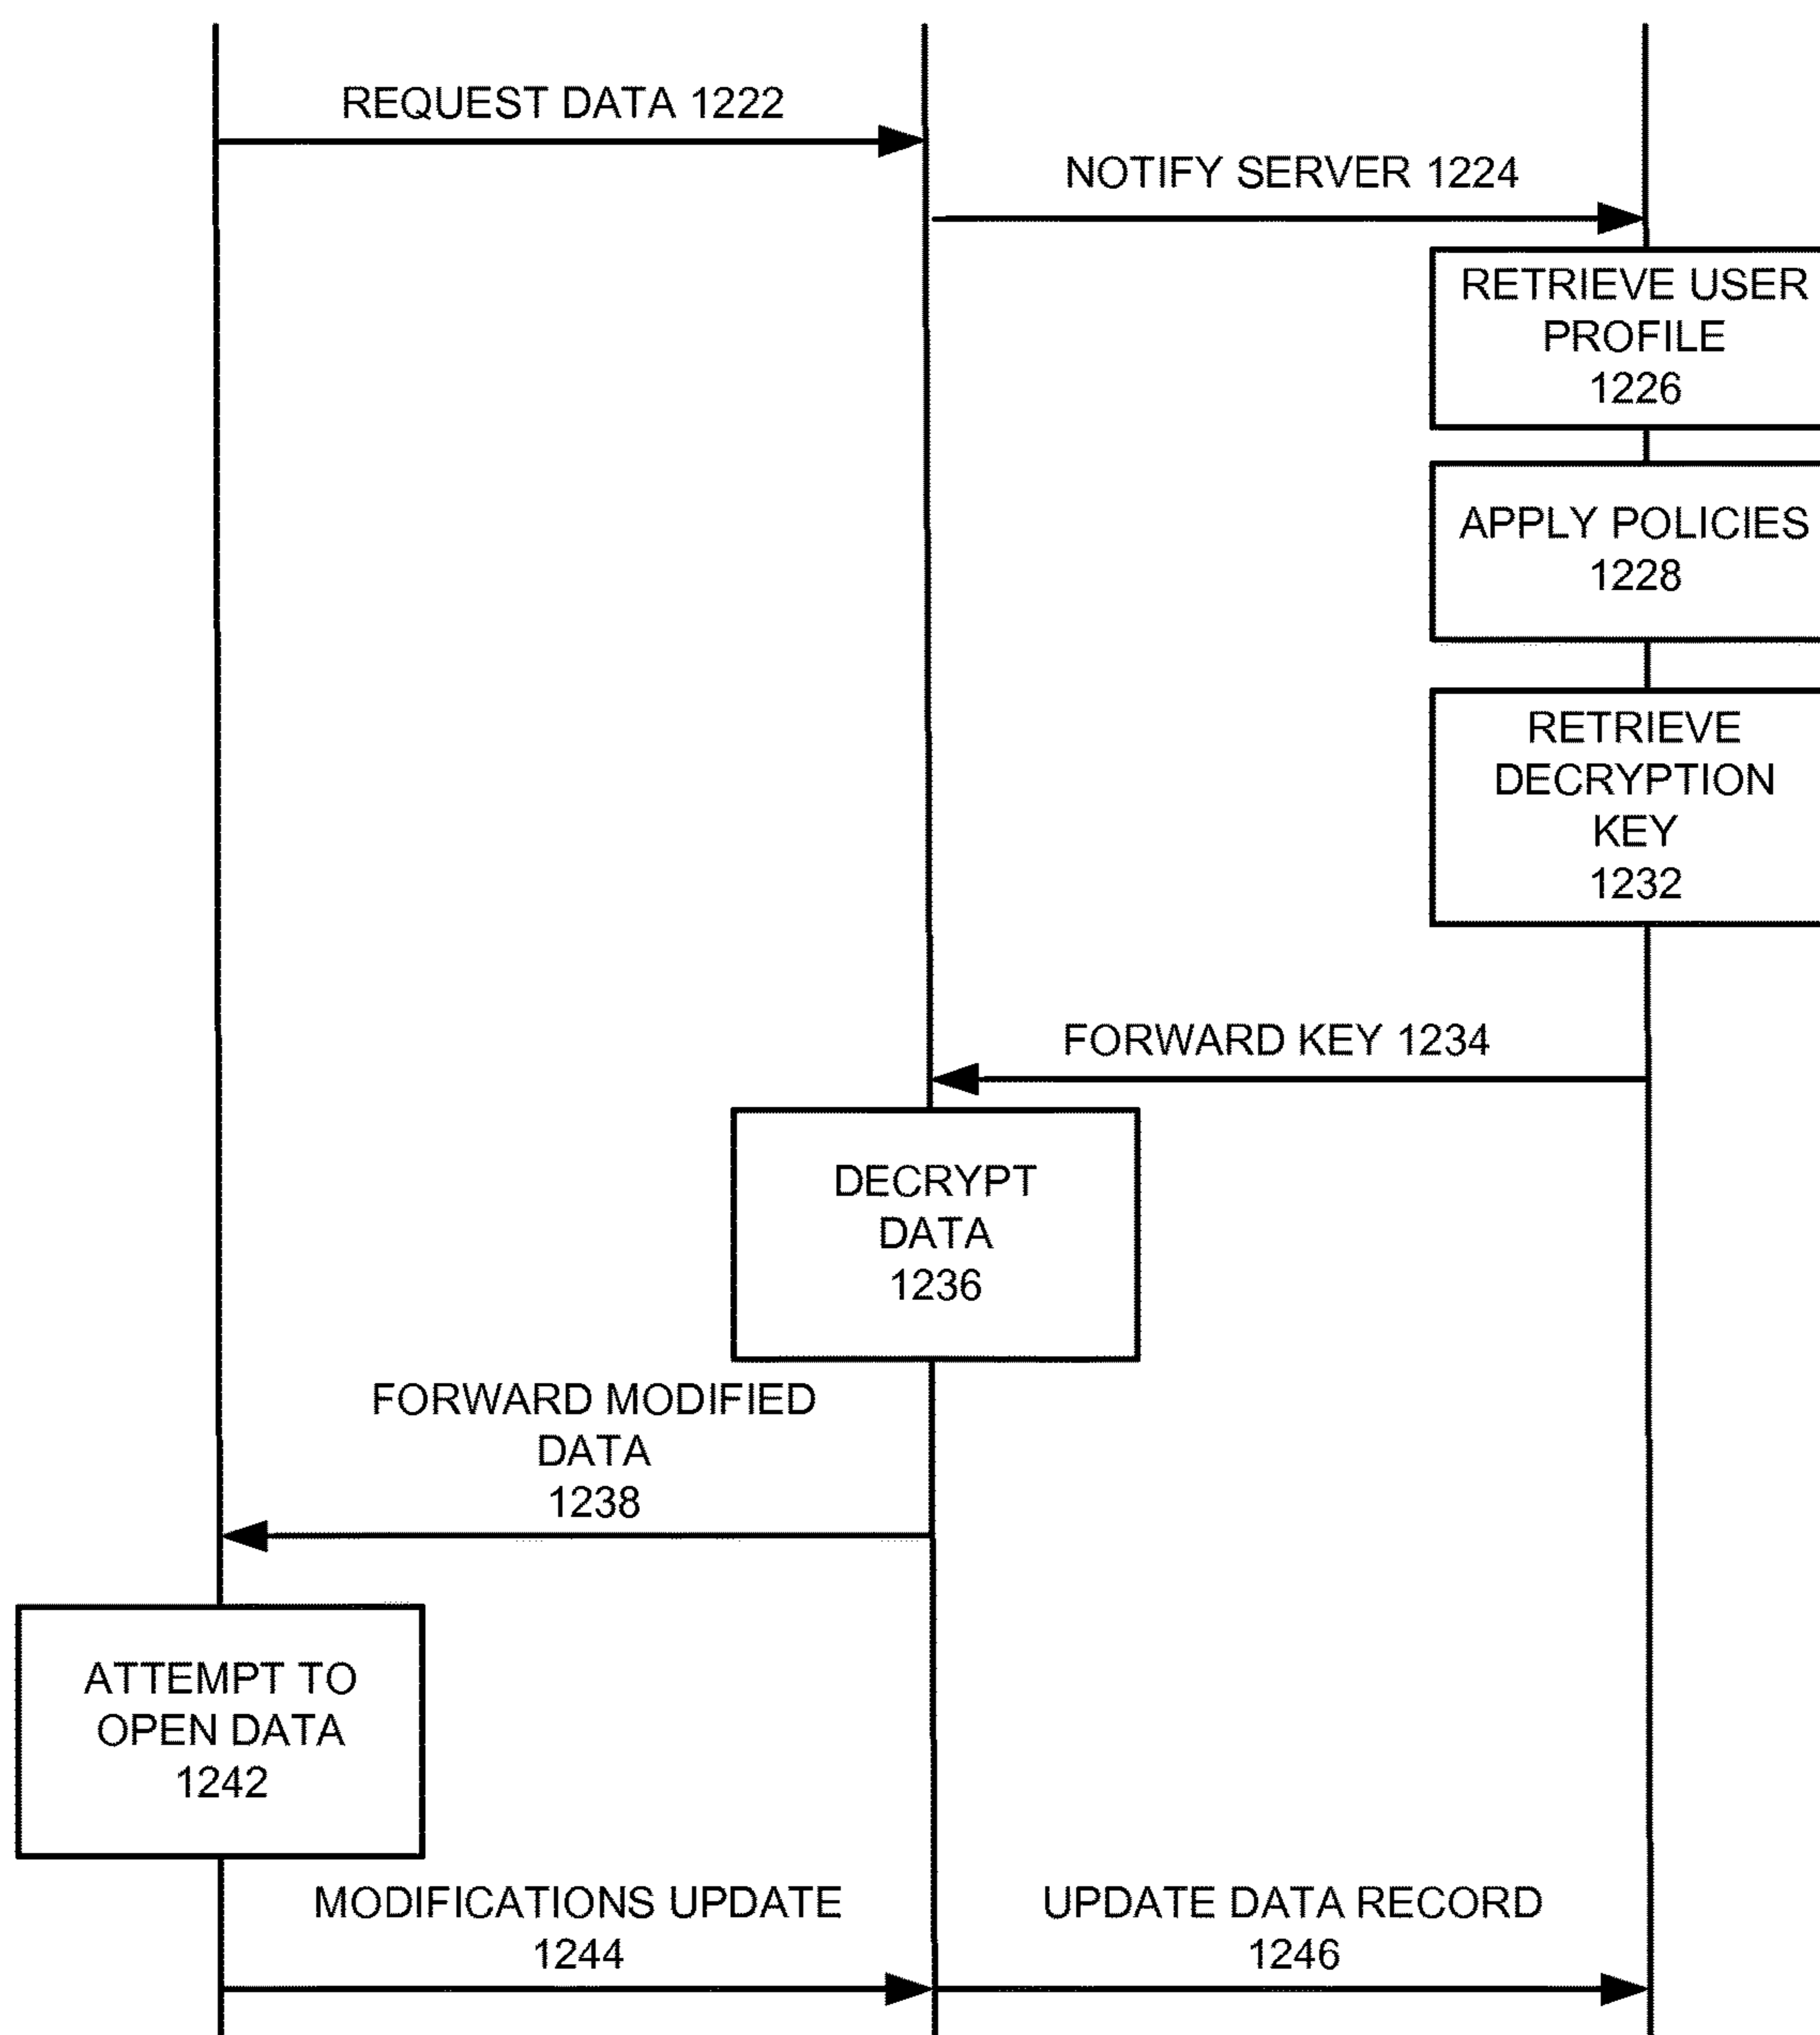 REQUEST DATA 1222
NOTIFY SERVER 1224
RETRIEVE USER
PROFILE
1226
APPLY POLICIES
1228
RETRIEVE
DECRYPTION
KEY
1232
FORWARD KEY 1234
DECRYPT
DATA
1236
FORWARD MODIFIED
DATA
1238
ATTEMPT TO
OPEN DATA
1242
MODIFICATIONS UPDATE
1244
UPDATE DATA RECORD
1246